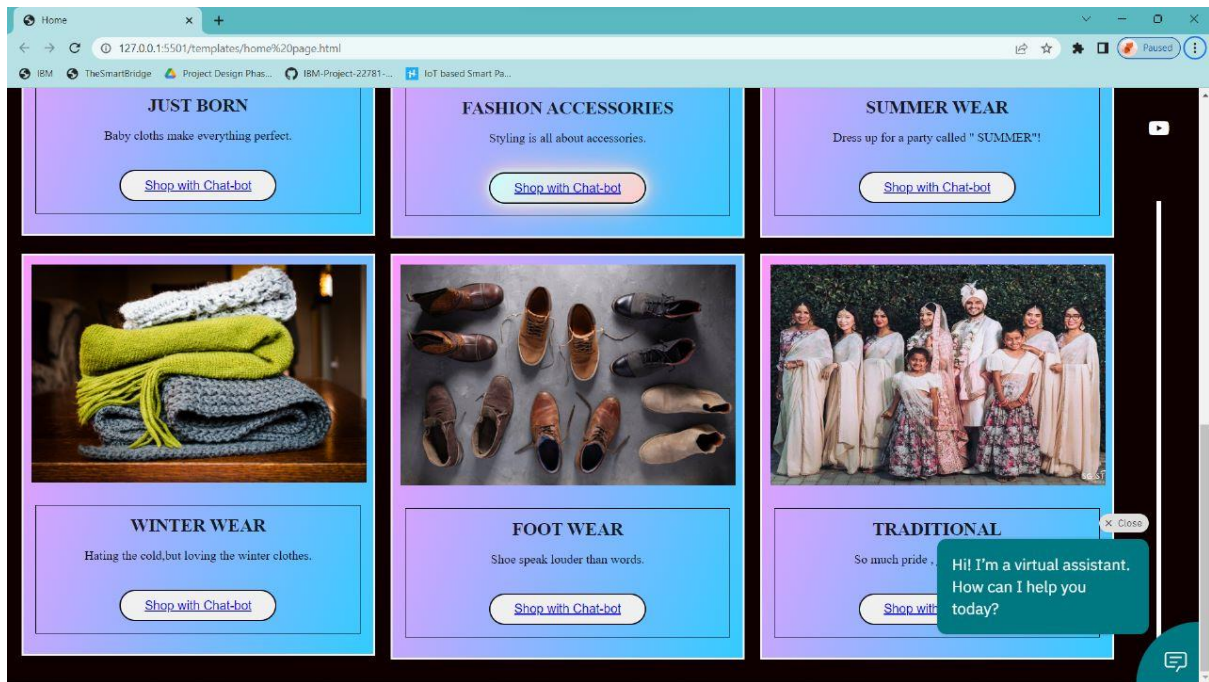 Home
127.0.0.1:5501/templates/home%20page.html
Paused
IBM
TheSmartBridge
Project Design Phas...
IBM-Project-22781-...
IoT based Smart Pa...
JUST BORN
Baby cloths make everything perfect.
Shop with Chat-bot
FASHION ACCESSORIES
Styling is all about accessories.
Shop with Chat-bot
SUMMER WEAR
Dress up for a party called " SUMMER"!
Shop with Chat-bot
WINTER WEAR
Hating the cold,but loving the winter clothes.
Shop with Chat-bot
FOOT WEAR
Shoe speak louder than words.
Shop with Chat-bot
TRADITIONAL
So much pride ,
Shop with
Close
Hi! I'm a virtual assistant.
How can I help you
today?